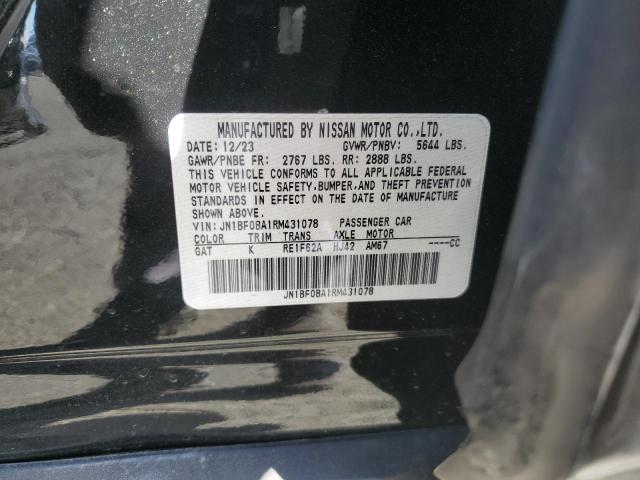 MANUFACTURED BY NISSAN MOTOR CO.,LTD.
DATE: 12/23 GVWR/PNBV: 5644 LBS.
GAWR/PNBE FR: 2767 LBS. RR: 2888 LBS.
THIS VEHICLE CONFORMS TO ALL APPLICABLE FEDERAL
MOTOR VEHICLE SAFETY,BUMPER,AND THEFT PREVENTION
STANDARDS IN EFFECT ON THE DATE OF MANUFACTURE
SHOWN ABOVE.
VIN: JN1BF0BA1RM431078 PASSENGER CAR
COLOR TRIM TRANS AXLE MOTOR
GAT K RE1F62A HJ42 AM67 ----CC
JN1BF0BA1RM431078